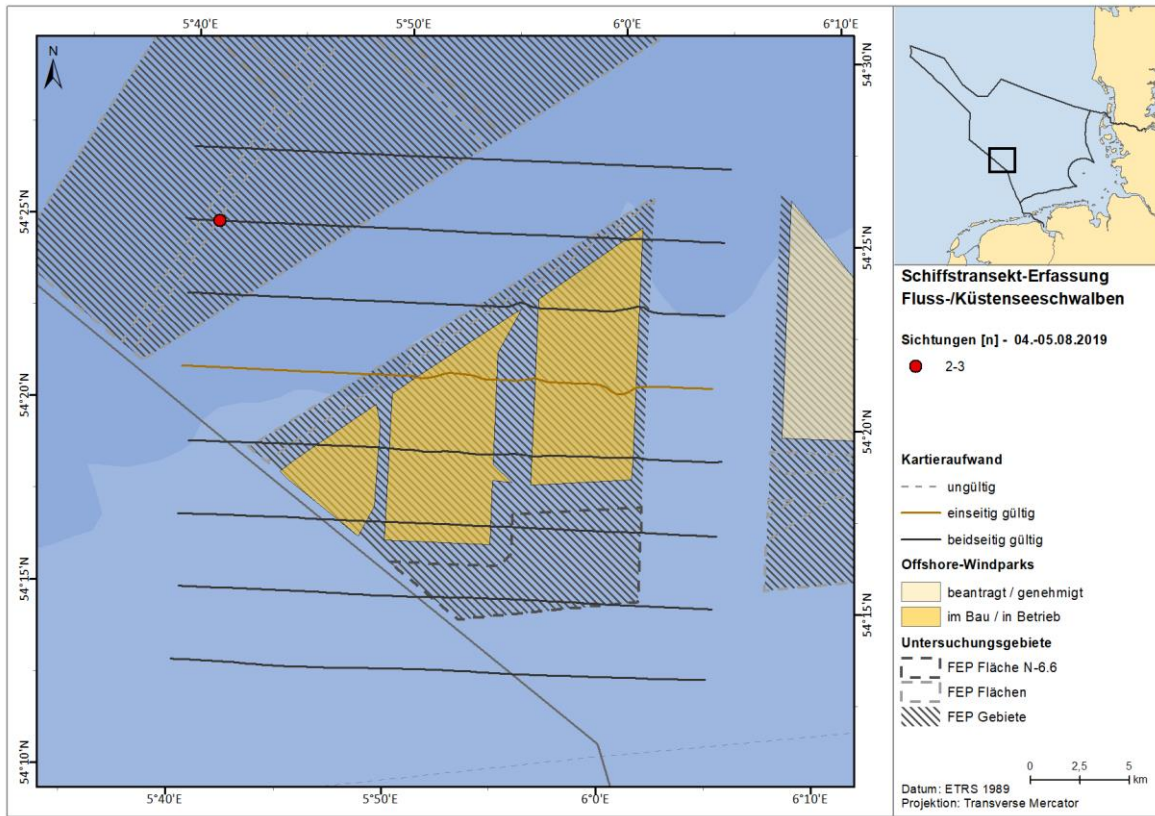 5°40'E
5°50'E
6°0'E
6°10'E
N
54°30'N
54°25'N
54°25'N
54°20'N
54°20'N
54°15'N
54°15'N
54°10'N
5°40'E
5°50'E
6°0'E
6°10'E
Schiffstransekt-Erfassung
Fluss-/Küstenseeschwalben
Sichtungen [n] - 04.-05.08.2019
2-3
Kartieraufwand
ungültig
einseitig gültig
beidseitig gültig
Offshore-Windparks
beantragt / genehmigt
im Bau / in Betrieb
Untersuchungsgebiete
FEP Fläche N-6.6
FEP Flächen
FEP Gebiete
0 2,5 5
km
Datum: ETRS 1989
Projektion: Transverse Mercator